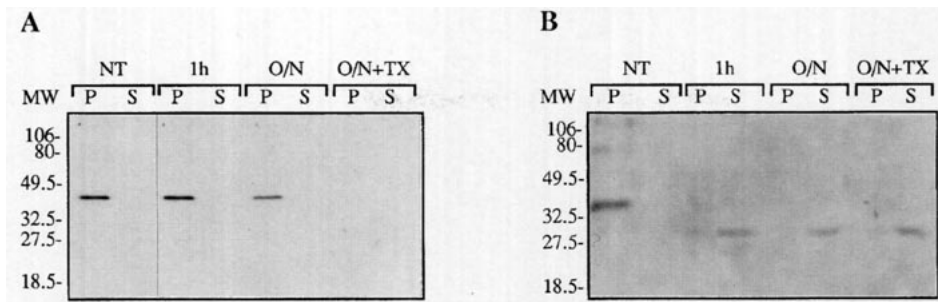 A
NT 1h O/N O/N+TX
MW P S P S P S P S
106-
80-
49.5-
32.5-
27.5-
18.5-
B
NT 1h O/N O/N+TX
MW P S P S P S P S
106-
80-
49.5-
32.5-
27.5-
18.5-